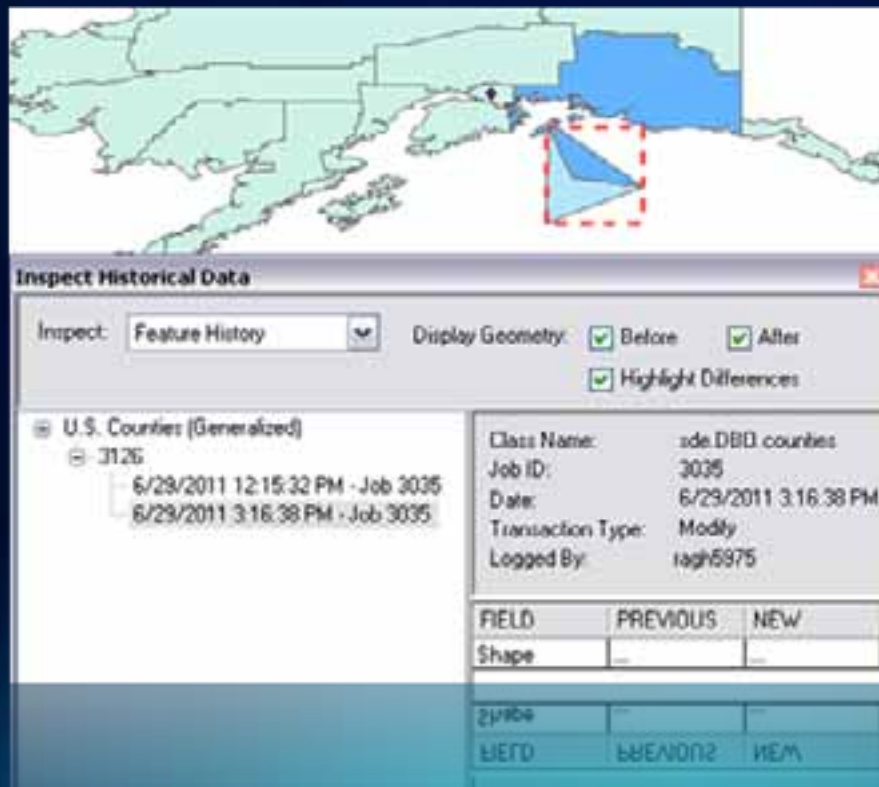 Inspect Historical Data
Inspect: Feature History Display Geometry: Before After
Highlight Differences
U.S. Counties (Generalized)
3126
6/29/2011 12:15:32 PM - Job 3035
6/29/2011 3:16:38 PM - Job 3035
Class Name: sde.DBO.counties
Job ID: 3035
Date: 6/29/2011 3:16:38 PM
Transaction Type: Modify
Logged By: ragh5975
FIELD PREVIOUS NEW
Shape ... ...